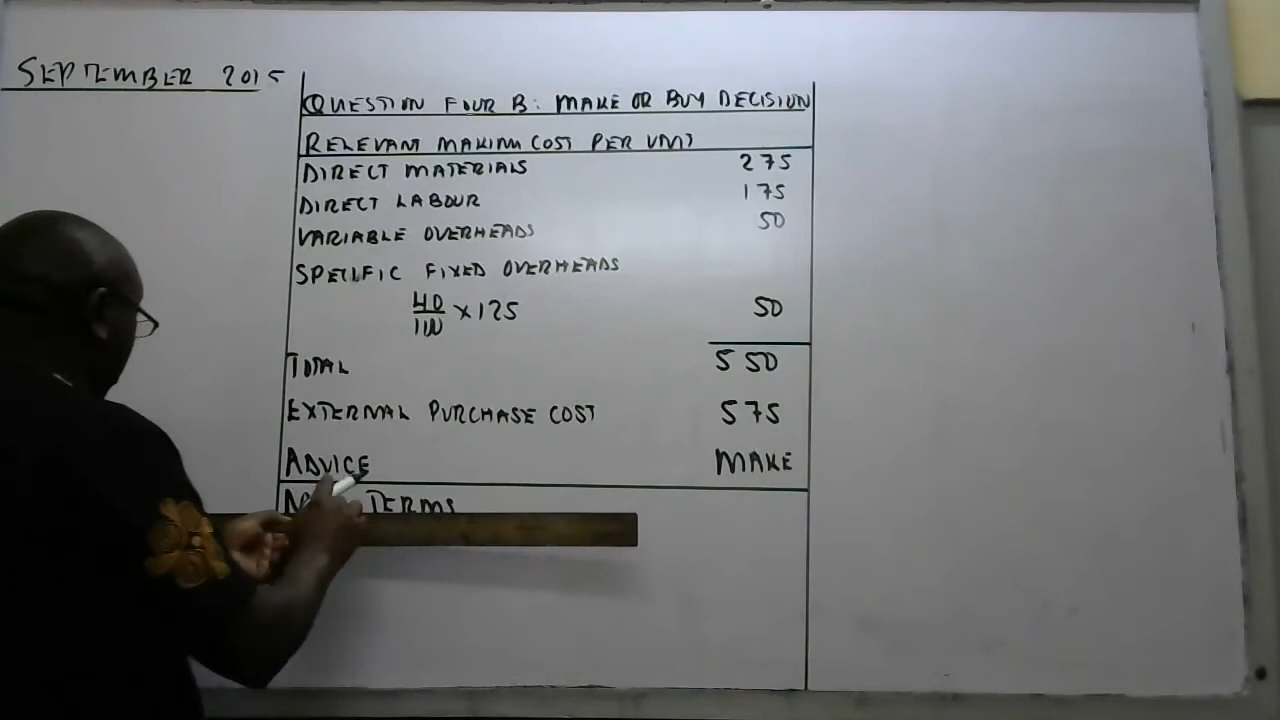 SEPTEMBER 2015
QUESTION FOUR B: MAKE OR BUY DECISION
RELEVANT MAKING COST PER UNIT
DIRECT MATERIALS 275
DIRECT LABOUR 175
VARIABLE OVERHEADS 50
SPECIFIC FIXED OVERHEADS
40/100 × 125 50
TOTAL 550
EXTERNAL PURCHASE COST 575
ADVICE MAKE
TERMS